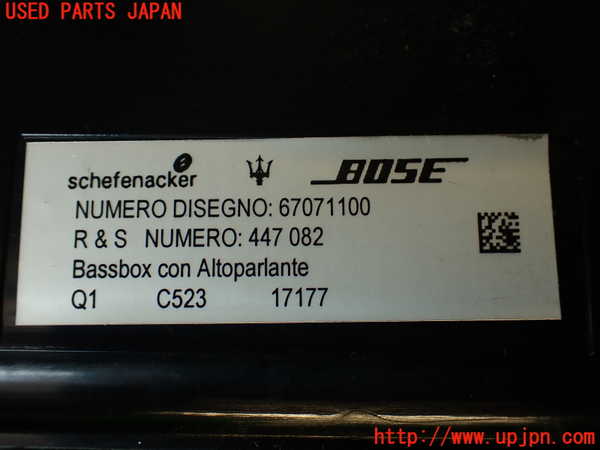 USED PARTS JAPAN
schefenacker BOSE
NUMERO DISEGNO: 67071100
R & S NUMERO: 447 082
Bassbox con Altoparlante
Q1 C523 17177
http://www.upjpn.com/